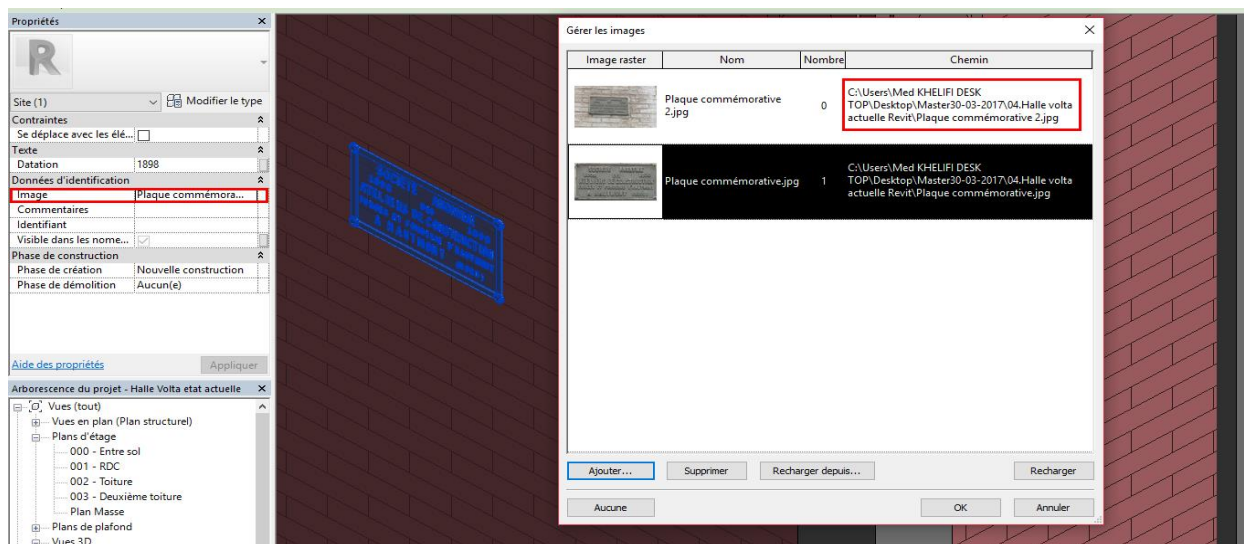 Propriétés
R
Site (1)
Modifier le type
Contraintes
Se déplace avec les élé...
Texte
Datation 1898
Données d'identification
Image Plaque commémora...
Commentaires
Identifiant
Visible dans les nome...
Phase de construction
Phase de création Nouvelle construction
Phase de démolition Aucun(e)
Aide des propriétés
Appliquer
Arborescence du projet - Halle Volta etat actuelle
Vues (tout)
Vues en plan (Plan structurel)
Plans d'étage
000 - Entre sol
001 - RDC
002 - Toiture
003 - Deuxième toiture
Plan Masse
Plans de plafond
Vues 3D
ATELIERS DE CONSTRUCTION
Gérer les images
Image raster Nom Nombre Chemin
Plaque commémorative
2.jpg
0
C:\Users\Med KHELIFI DESK
TOP\Desktop\Master30-03-2017\04.Halle volta
actuelle Revit\Plaque commémorative 2.jpg
Plaque commémorative.jpg
1
C:\Users\Med KHELIFI DESK
TOP\Desktop\Master30-03-2017\04.Halle volta
actuelle Revit\Plaque commémorative.jpg
Ajouter...
Supprimer
Recharger depuis...
Recharger
Aucune
OK
Annuler